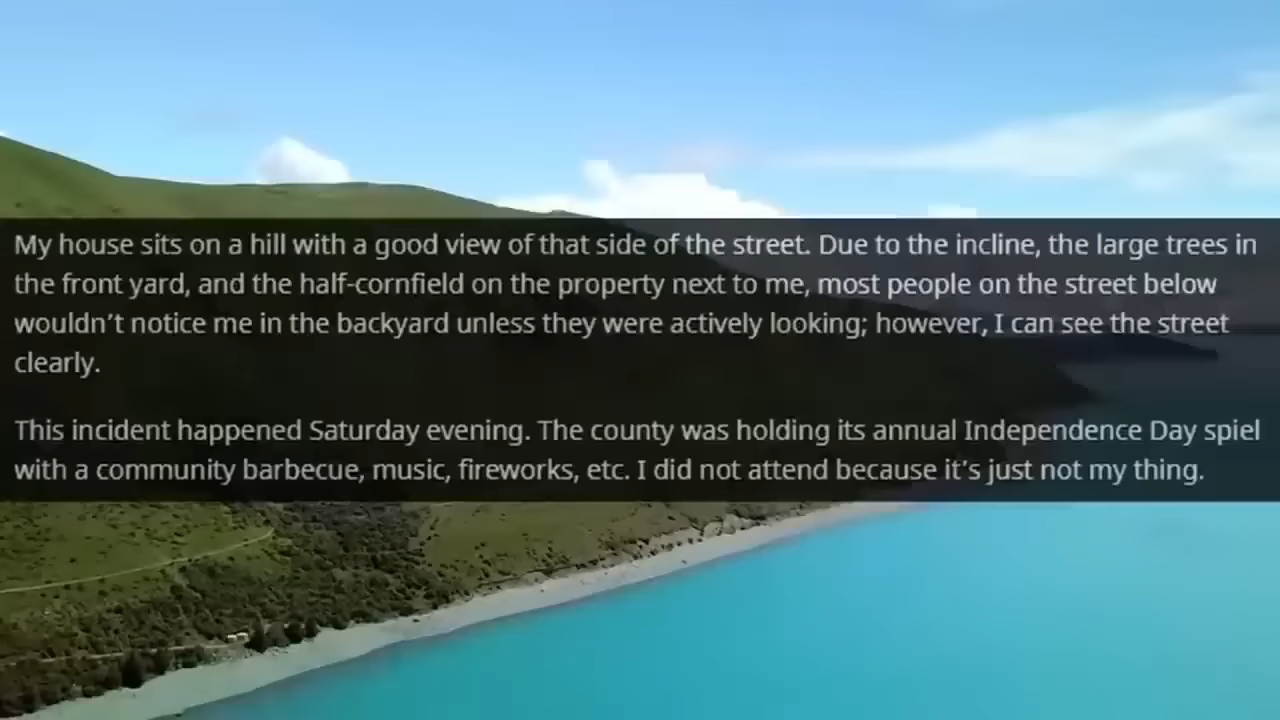 My house sits on a hill with a good view of that side of the street. Due to the incline, the large trees in
the front yard, and the half-cornfield on the property next to me, most people on the street below
wouldn’t notice me in the backyard unless they were actively looking; however, I can see the street
clearly.
This incident happened Saturday evening. The county was holding its annual Independence Day spiel
with a community barbecue, music, fireworks, etc. I did not attend because it’s just not my thing.